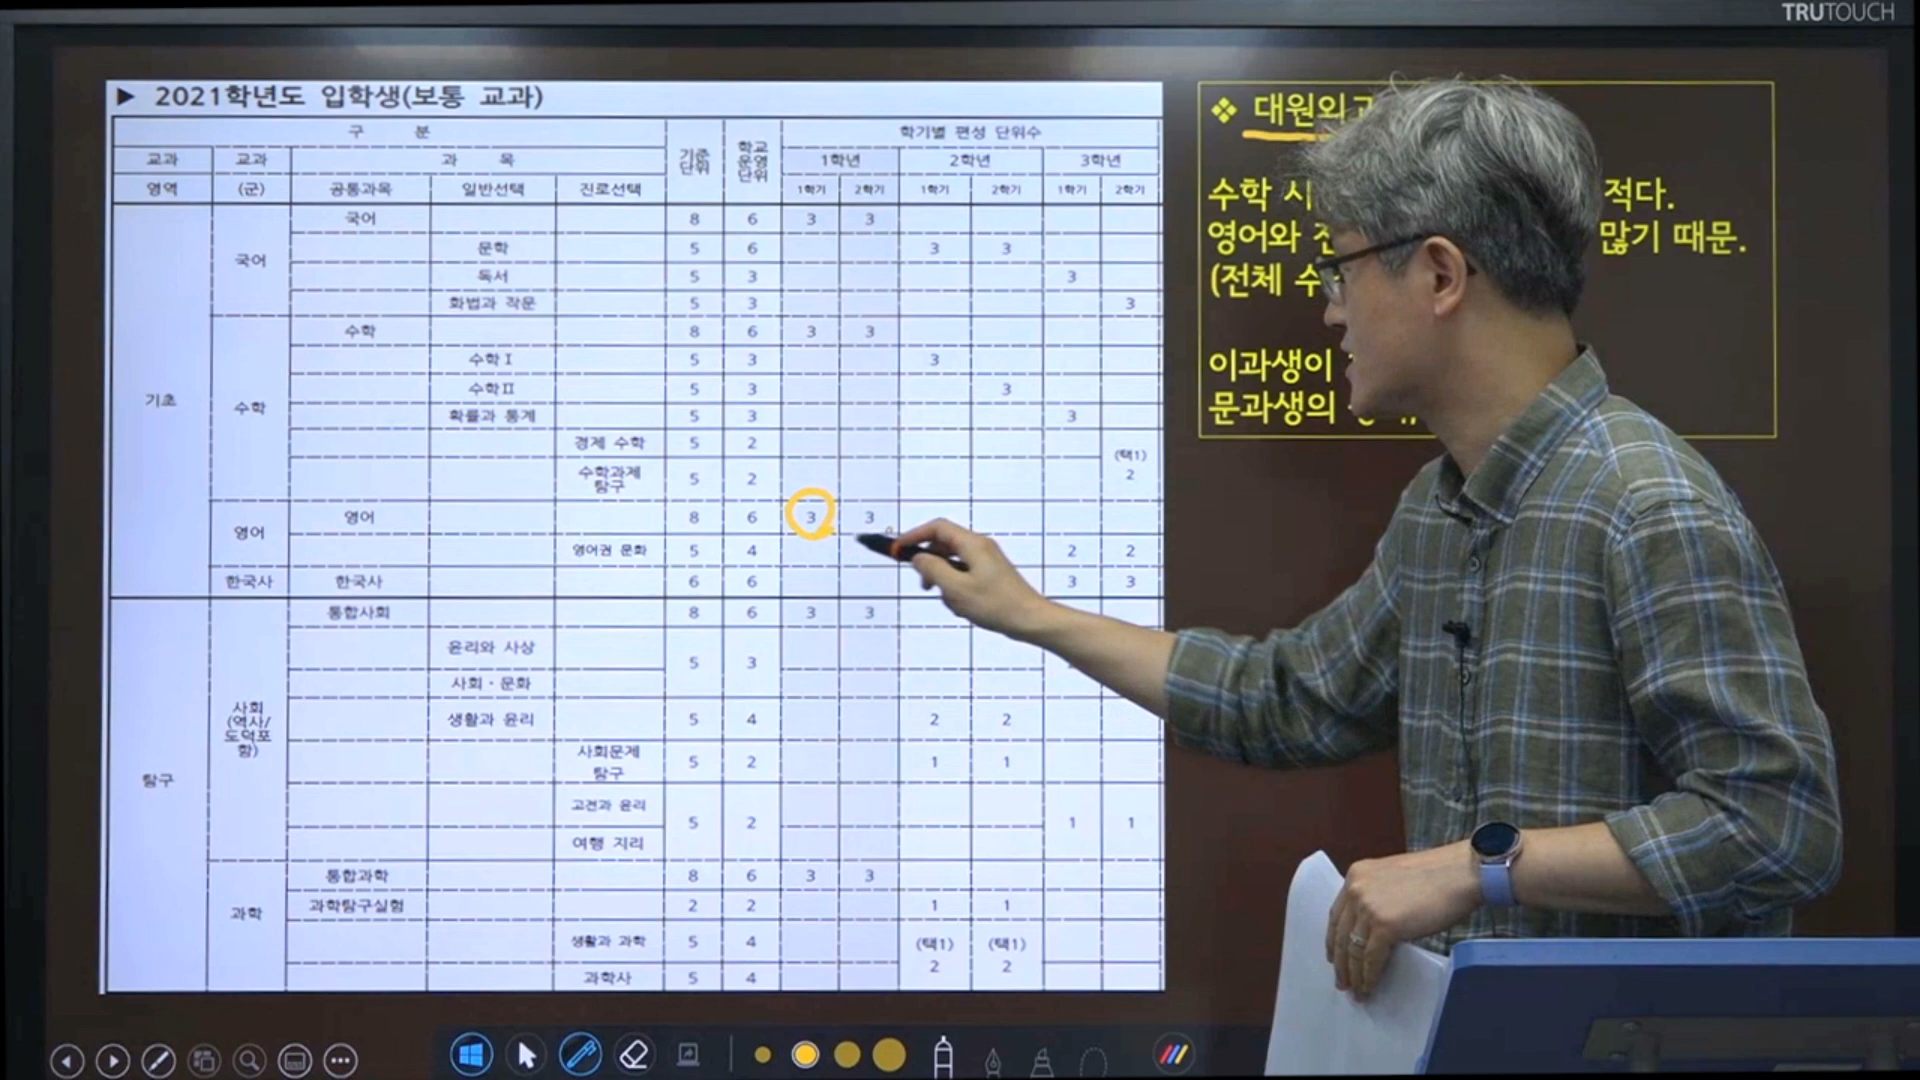 TRUTOUCH
▶ 2021학년도 입학생(보통 교과)
구 분 기준 단위 학교 운영 단위 학기별 편성 단위수
교과 교과 과 목 1학년 2학년 3학년
영역 (군) 공통과목 일반선택 진로선택 1학기 2학기 1학기 2학기 1학기 2학기
기초 국어 국어 8 6 3 3
문학 5 6 3 3
독서 5 3 3
화법과 작문 5 3 3
수학 수학 8 6 3 3
수학Ⅰ 5 3 3
수학Ⅱ 5 3 3
확률과 통계 5 3 3
경제 수학 5 2 (택1) 2
수학과제 탐구 5 2
영어 영어 8 6 3 3
영어권 문화 5 4 2 2
한국사 한국사 6 6 3 3
탐구 사회 (역사/ 도덕포 함) 통합사회 8 6 3 3
윤리와 사상 5 3
사회·문화
생활과 윤리 5 4 2 2
사회문제 탐구 5 2 1 1
고전과 윤리 5 2 1 1
여행 지리
과학 통합과학 8 6 3 3
과학탐구실험 2 2 1 1
생활과 과학 5 4 (택1) 2 (택1) 2
과학사 5 4
❖ 대원외고
수학 적다.
영어와 많기 때문.
(전체
이과생이
문과생의